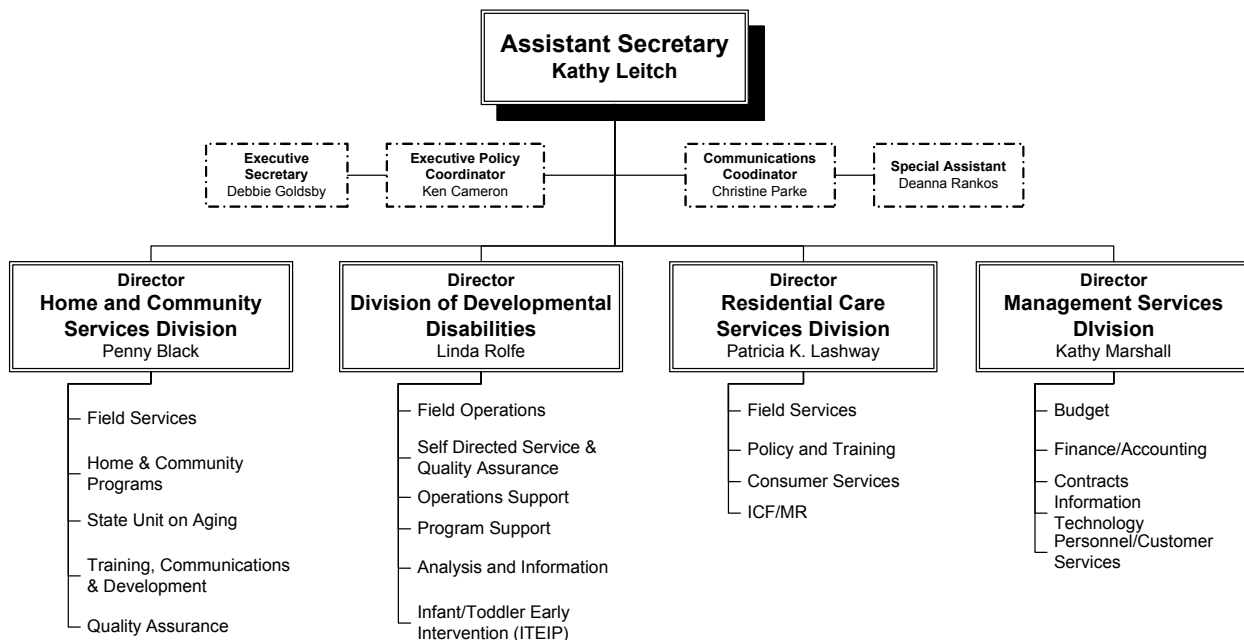 Assistant Secretary
Kathy Leitch
Executive
Secretary
Debbie Goldsby
Executive Policy
Coordinator
Ken Cameron
Communications
Coodinator
Christine Parke
Special Assistant
Deanna Rankos
Director
Home and Community
Services Division
Penny Black
Director
Division of Developmental
Disabilities
Linda Rolfe
Director
Residential Care
Services Division
Patricia K. Lashway
Director
Management Services
DIvision
Kathy Marshall
Field Services
Home & Community
Programs
State Unit on Aging
Training, Communications
& Development
Quality Assurance
Field Operations
Self Directed Service &
Quality Assurance
Operations Support
Program Support
Analysis and Information
Infant/Toddler Early
Intervention (ITEIP)
Field Services
Policy and Training
Consumer Services
ICF/MR
Budget
Finance/Accounting
Contracts
Information
Technology
Personnel/Customer
Services